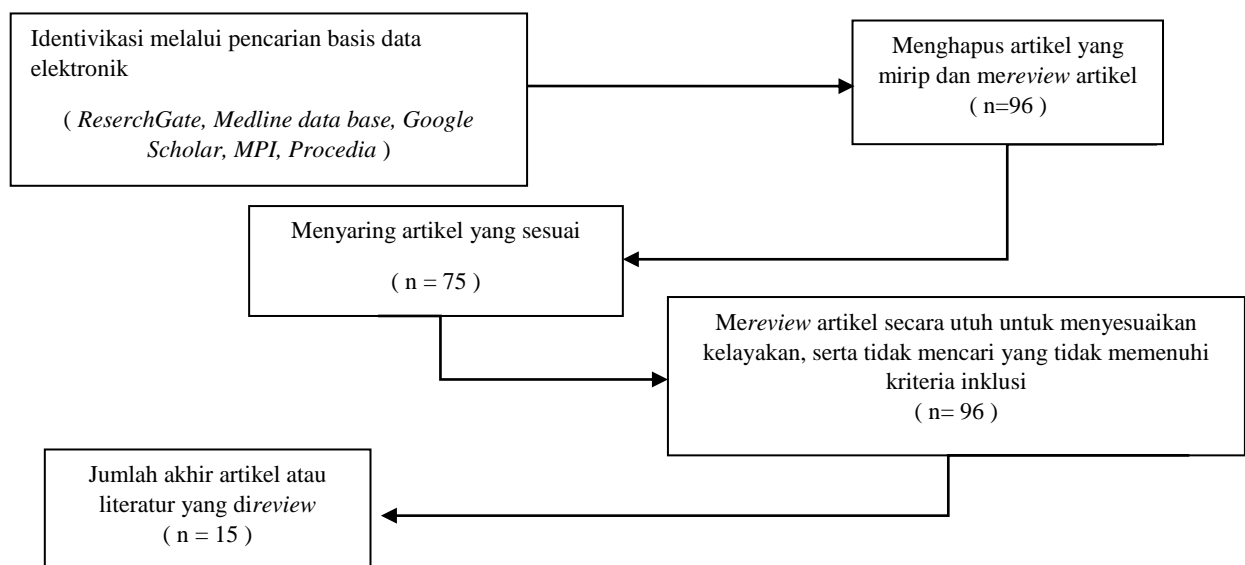 Identivikasi melalui pencarian basis data
elektronik
( ReserchGate, Medline data base, Google
Scholar, MPI, Procedia )
Menghapus artikel yang
mirip dan mereview artikel
( n=96 )
Menyaring artikel yang sesuai
( n = 75 )
Mereview artikel secara utuh untuk menyesuaikan
kelayakan, serta tidak mencari yang tidak memenuhi
kriteria inklusi
( n= 96 )
Jumlah akhir artikel atau
literatur yang direview
( n = 15 )